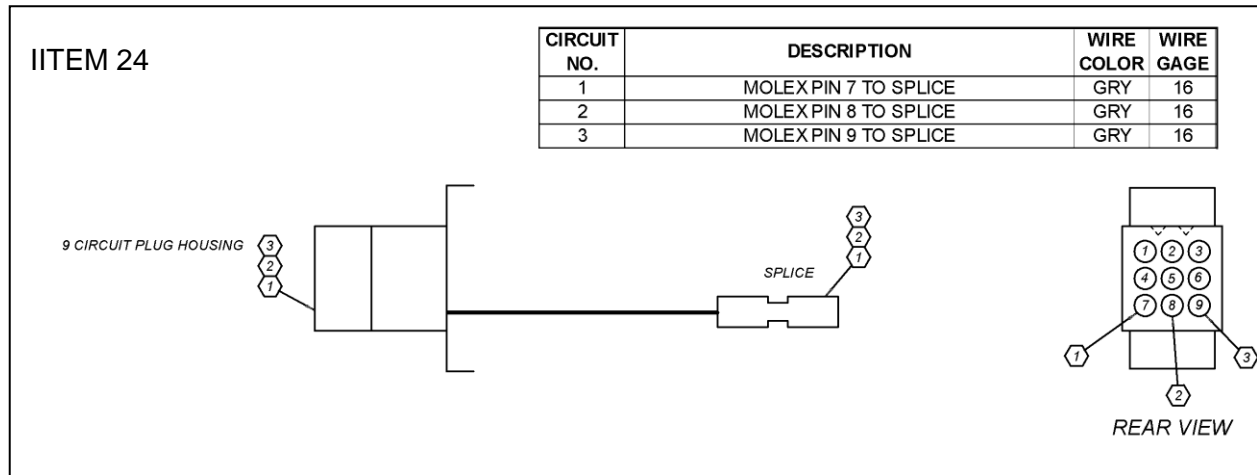 IITEM 24
CIRCUIT NO. DESCRIPTION WIRE COLOR WIRE GAGE
1 MOLEX PIN 7 TO SPLICE GRY 16
2 MOLEX PIN 8 TO SPLICE GRY 16
3 MOLEX PIN 9 TO SPLICE GRY 16
9 CIRCUIT PLUG HOUSING
3
2
1
SPLICE
3
2
1
1 2 3
4 5 6
7 8 9
1
2
3
REAR VIEW